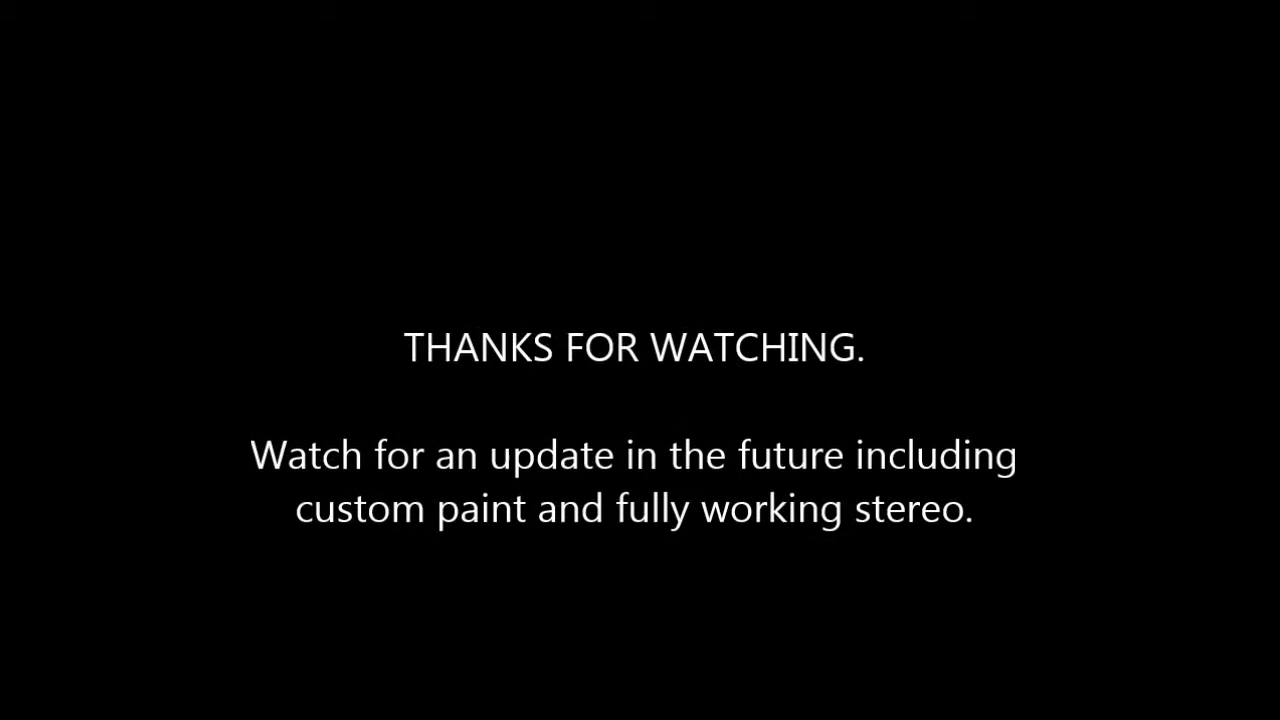 THANKS FOR WATCHING.
Watch for an update in the future including
custom paint and fully working stereo.